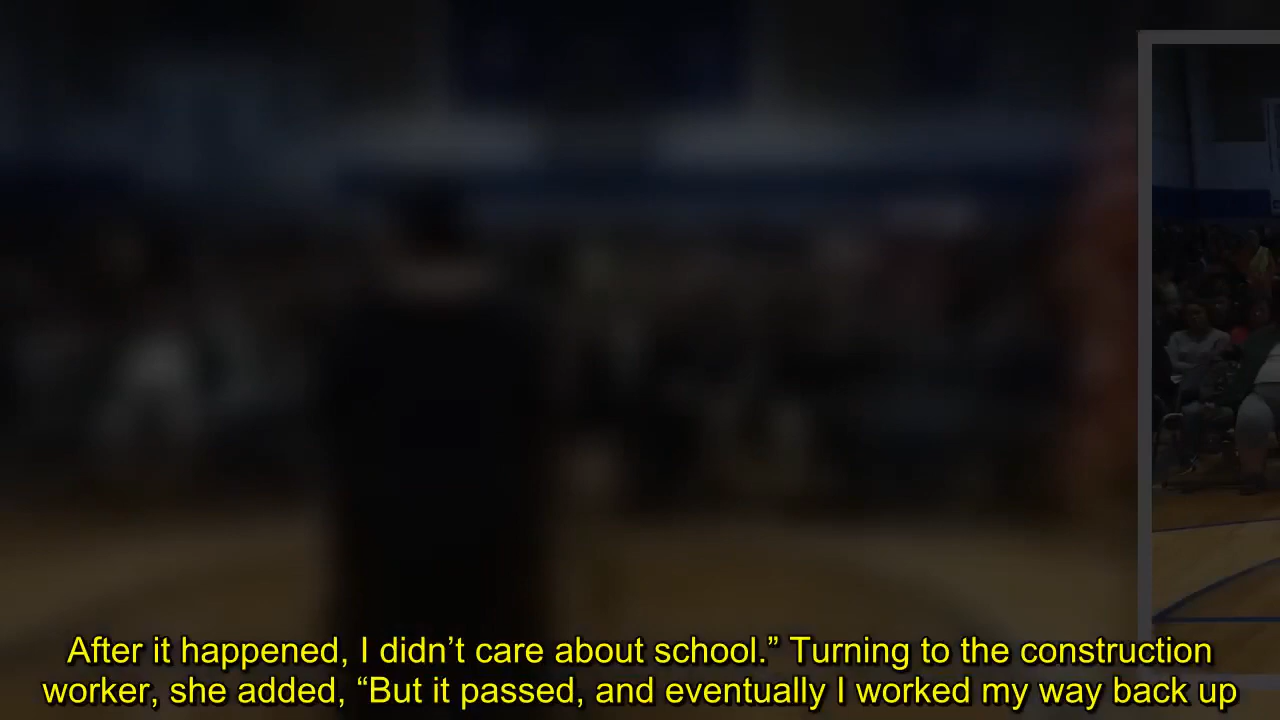 After it happened, I didn’t care about school.” Turning to the construction
worker, she added, “But it passed, and eventually I worked my way back up